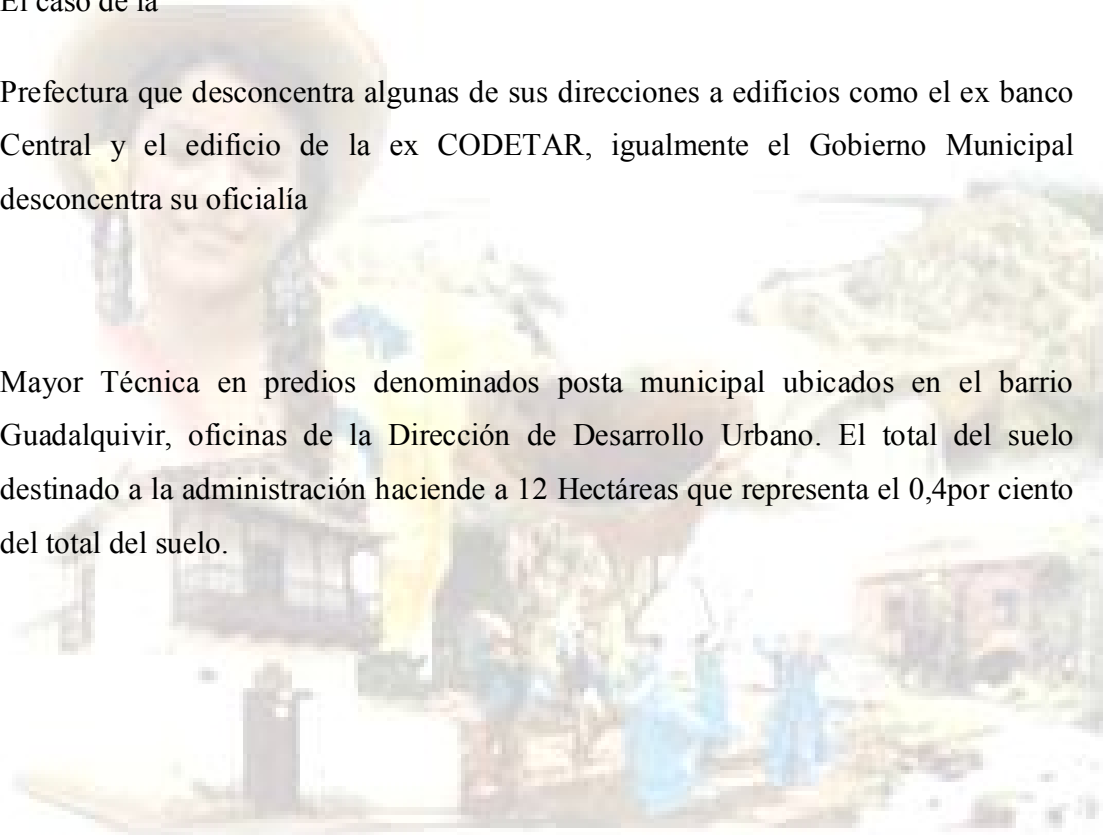 El caso de la
Prefectura que desconcentra algunas de sus direcciones a edificios como el ex banco
Central y el edificio de la ex CODETAR, igualmente el Gobierno Municipal
desconcentra su oficialía
Mayor Técnica en predios denominados posta municipal ubicados en el barrio
Guadalquivir, oficinas de la Dirección de Desarrollo Urbano. El total del suelo
destinado a la administración haciende a 12 Hectáreas que representa el 0,4por ciento
del total del suelo.